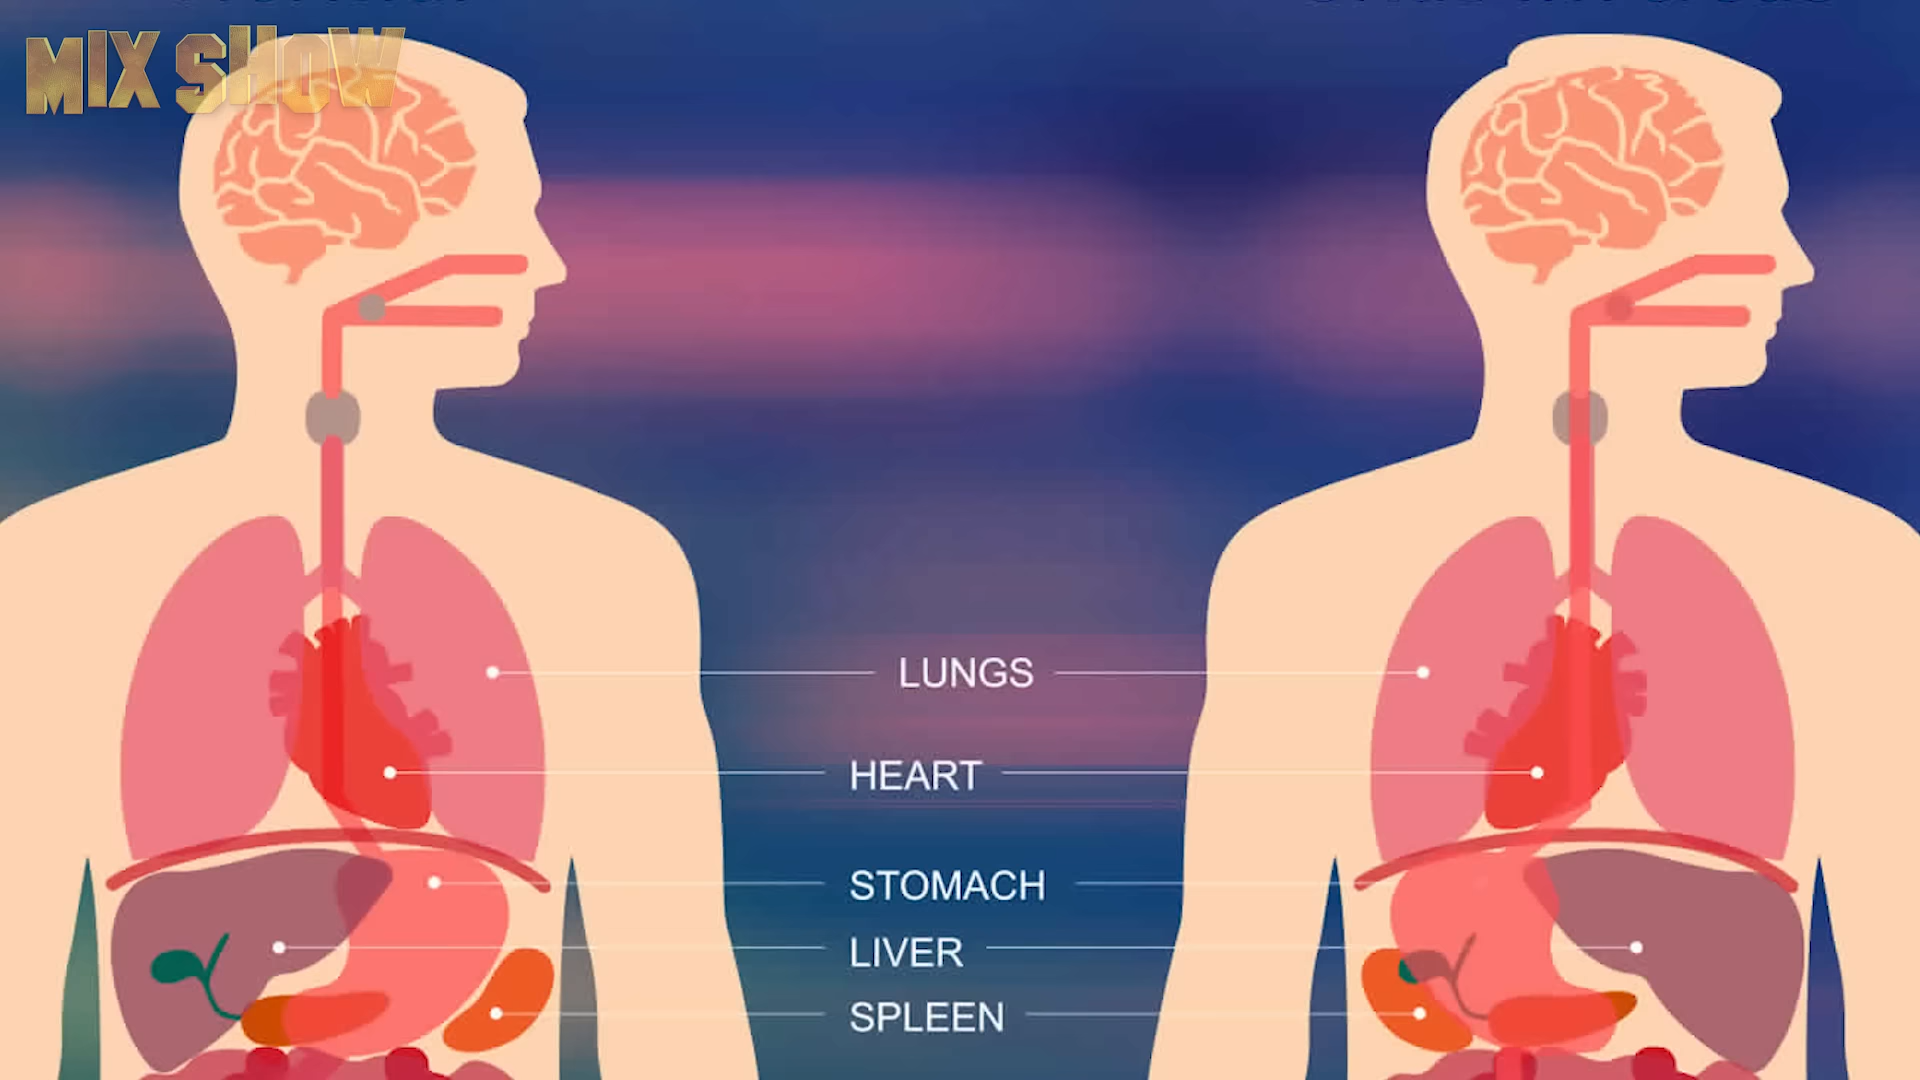 MIX SHOW
LUNGS
HEART
STOMACH
LIVER
SPLEEN